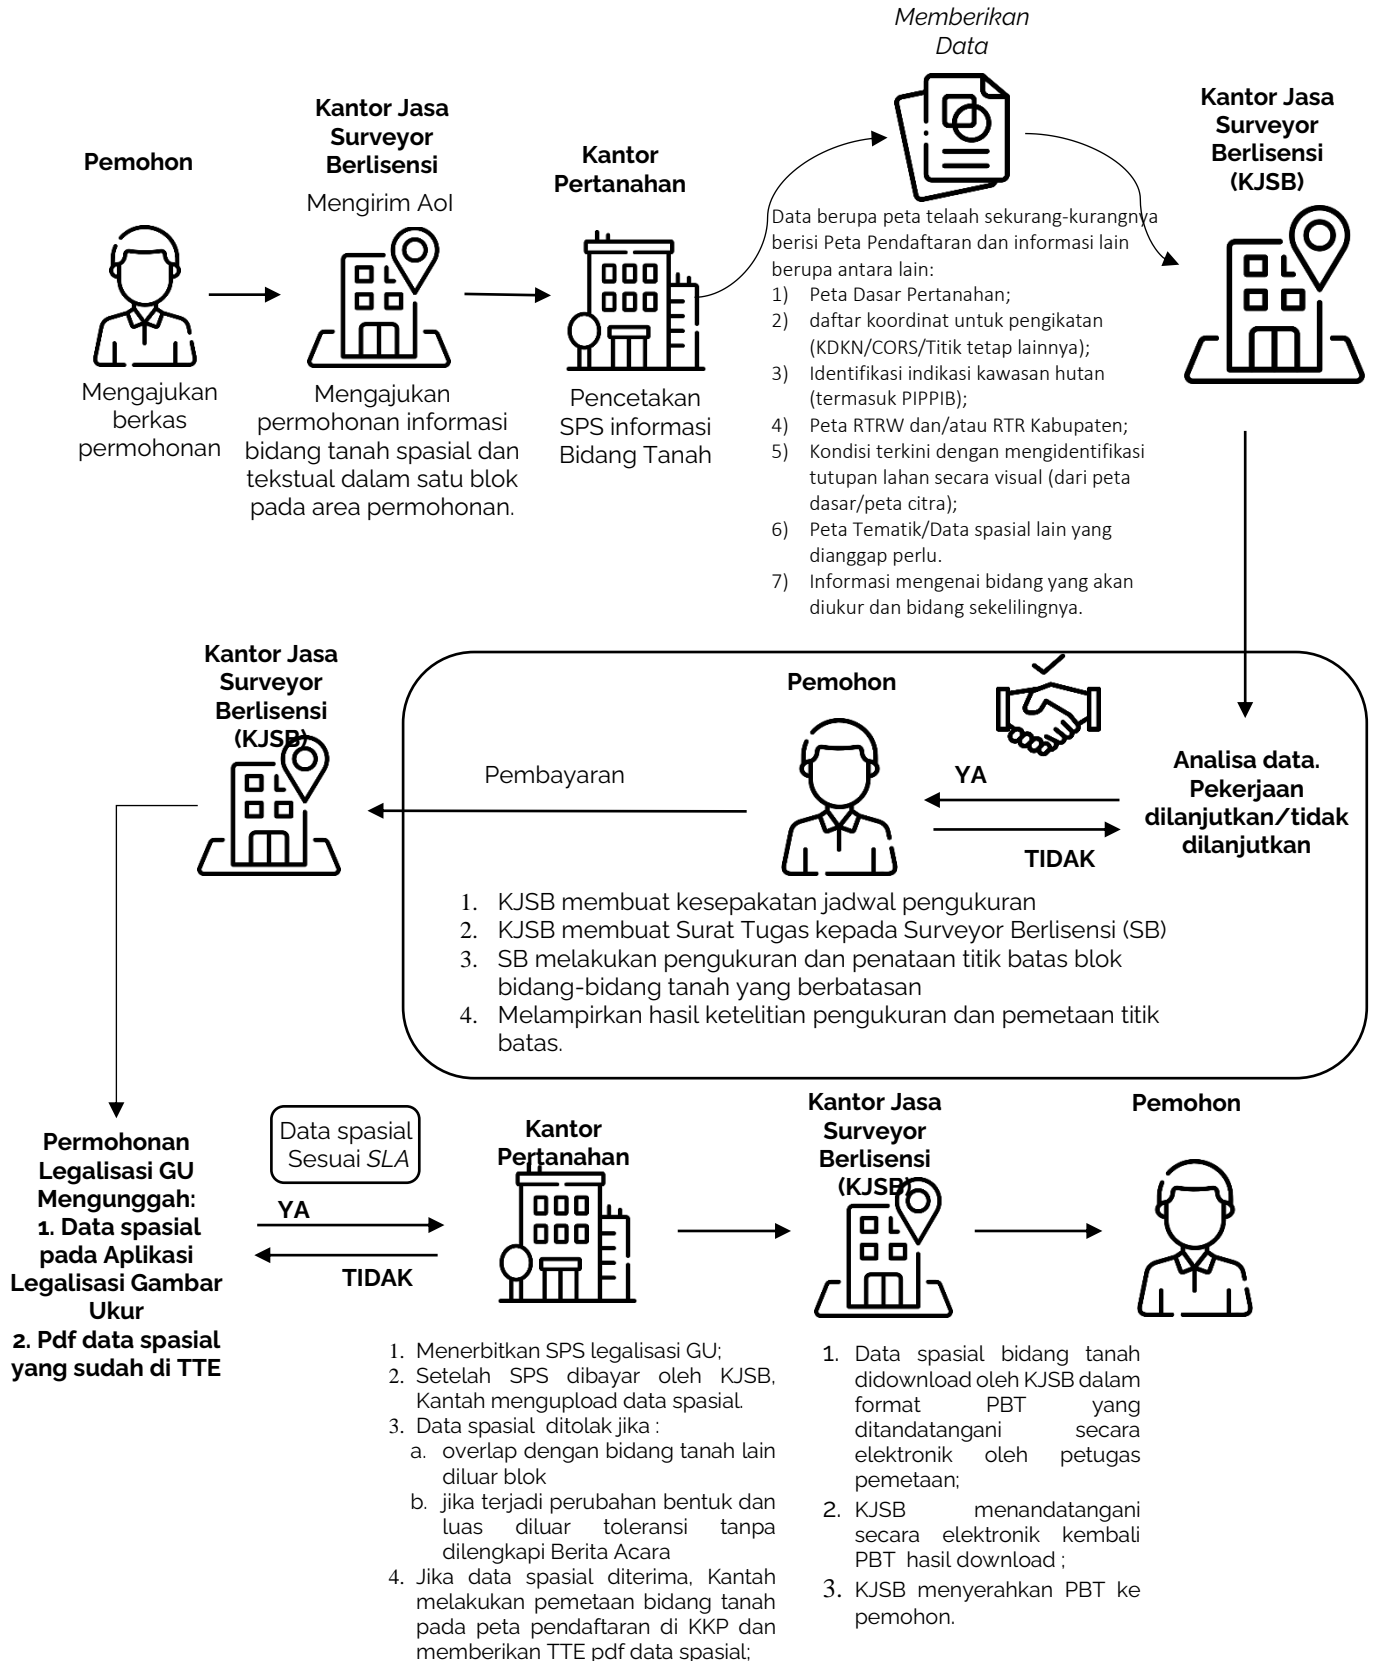 Pemohon
Mengajukan
berkas
permohonan
Kantor Jasa
Surveyor
Berlisensi
Mengirim AoI
Mengajukan
permohonan informasi
bidang tanah spasial dan
tekstual dalam satu blok
pada area permohonan.
Kantor
Pertanahan
Pencetakan
SPS informasi
Bidang Tanah
Memberikan
Data
Data berupa peta telaah sekurang-kurangnya
berisi Peta Pendaftaran dan informasi lain
berupa antara lain:
1) Peta Dasar Pertanahan;
2) daftar koordinat untuk pengikatan
(KDKN/CORS/Titik tetap lainnya);
3) Identifikasi indikasi kawasan hutan
(termasuk PIPPIB);
4) Peta RTRW dan/atau RTR Kabupaten;
5) Kondisi terkini dengan mengidentifikasi
tutupan lahan secara visual (dari peta
dasar/peta citra);
6) Peta Tematik/Data spasial lain yang
dianggap perlu.
7) Informasi mengenai bidang yang akan
diukur dan bidang sekelilingnya.
Kantor Jasa
Surveyor
Berlisensi
(KJSB)
Analisa data.
Pekerjaan
dilanjutkan/tidak
dilanjutkan
YA
TIDAK
Pemohon
Pembayaran
1. KJSB membuat kesepakatan jadwal pengukuran
2. KJSB membuat Surat Tugas kepada Surveyor Berlisensi (SB)
3. SB melakukan pengukuran dan penataan titik batas blok
bidang-bidang tanah yang berbatasan
4. Melampirkan hasil ketelitian pengukuran dan pemetaan titik
batas.
Kantor Jasa
Surveyor
Berlisensi
(KJSB)
Permohonan
Legalisasi GU
Mengunggah:
1. Data spasial
pada Aplikasi
Legalisasi Gambar
Ukur
2. Pdf data spasial
yang sudah di TTE
Data spasial
Sesuai SLA
YA
TIDAK
Kantor
Pertanahan
1. Menerbitkan SPS legalisasi GU;
2. Setelah SPS dibayar oleh KJSB,
Kantah mengupload data spasial.
3. Data spasial ditolak jika :
a. overlap dengan bidang tanah lain
diluar blok
b. jika terjadi perubahan bentuk dan
luas diluar toleransi tanpa
dilengkapi Berita Acara
4. Jika data spasial diterima, Kantah
melakukan pemetaan bidang tanah
pada peta pendaftaran di KKP dan
memberikan TTE pdf data spasial;
Kantor Jasa
Surveyor
Berlisensi
(KJSB)
1. Data spasial bidang tanah
didownload oleh KJSB dalam
format PBT yang
ditandatangani secara
elektronik oleh petugas
pemetaan;
2. KJSB menandatangani
secara elektronik kembali
PBT hasil download ;
3. KJSB menyerahkan PBT ke
pemohon.
Pemohon